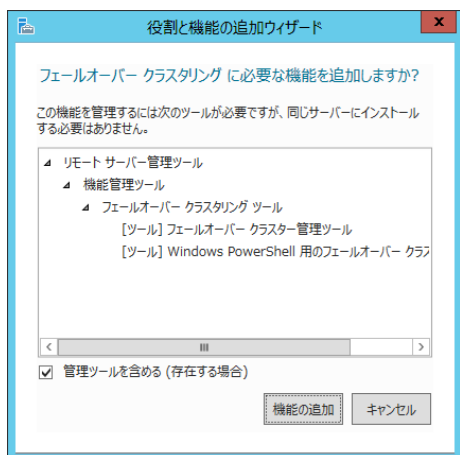 役割と機能の追加ウィザード
x
フェールオーバー クラスタリング に必要な機能を追加しますか?
この機能を管理するには次のツールが必要ですが、同じサーバーにインストール
する必要はありません。
リモート サーバー管理ツール
機能管理ツール
フェールオーバー クラスタリング ツール
[ツール] フェールオーバー クラスター管理ツール
[ツール] Windows PowerShell 用のフェールオーバー クラス
管理ツールを含める (存在する場合)
機能の追加 キャンセル